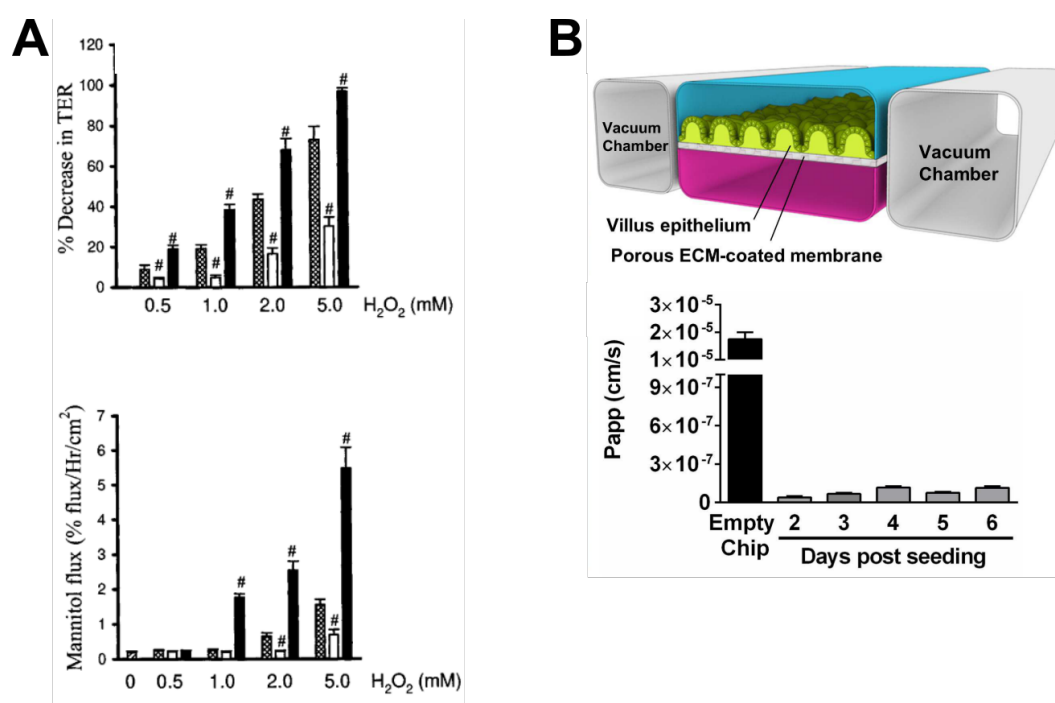 A
% Decrease in TER
120
100
80
60
40
20
0
# # # # # # # #
0.5 1.0 2.0 5.0 H₂O₂ (mM)
Mannitol flux (% flux/Hr/cm²)
7
6
5
4
3
2
1
0
# # # # #
0 0.5 1.0 2.0 5.0 H₂O₂ (mM)
B
Vacuum
Chamber
Vacuum
Chamber
Villus epithelium
Porous ECM-coated membrane
Papp (cm/s)
3×10⁻⁵
2×10⁻⁵
1×10⁻⁵
9×10⁻⁷
6×10⁻⁷
3×10⁻⁷
0
Empty 2 3 4 5 6
Chip Days post seeding